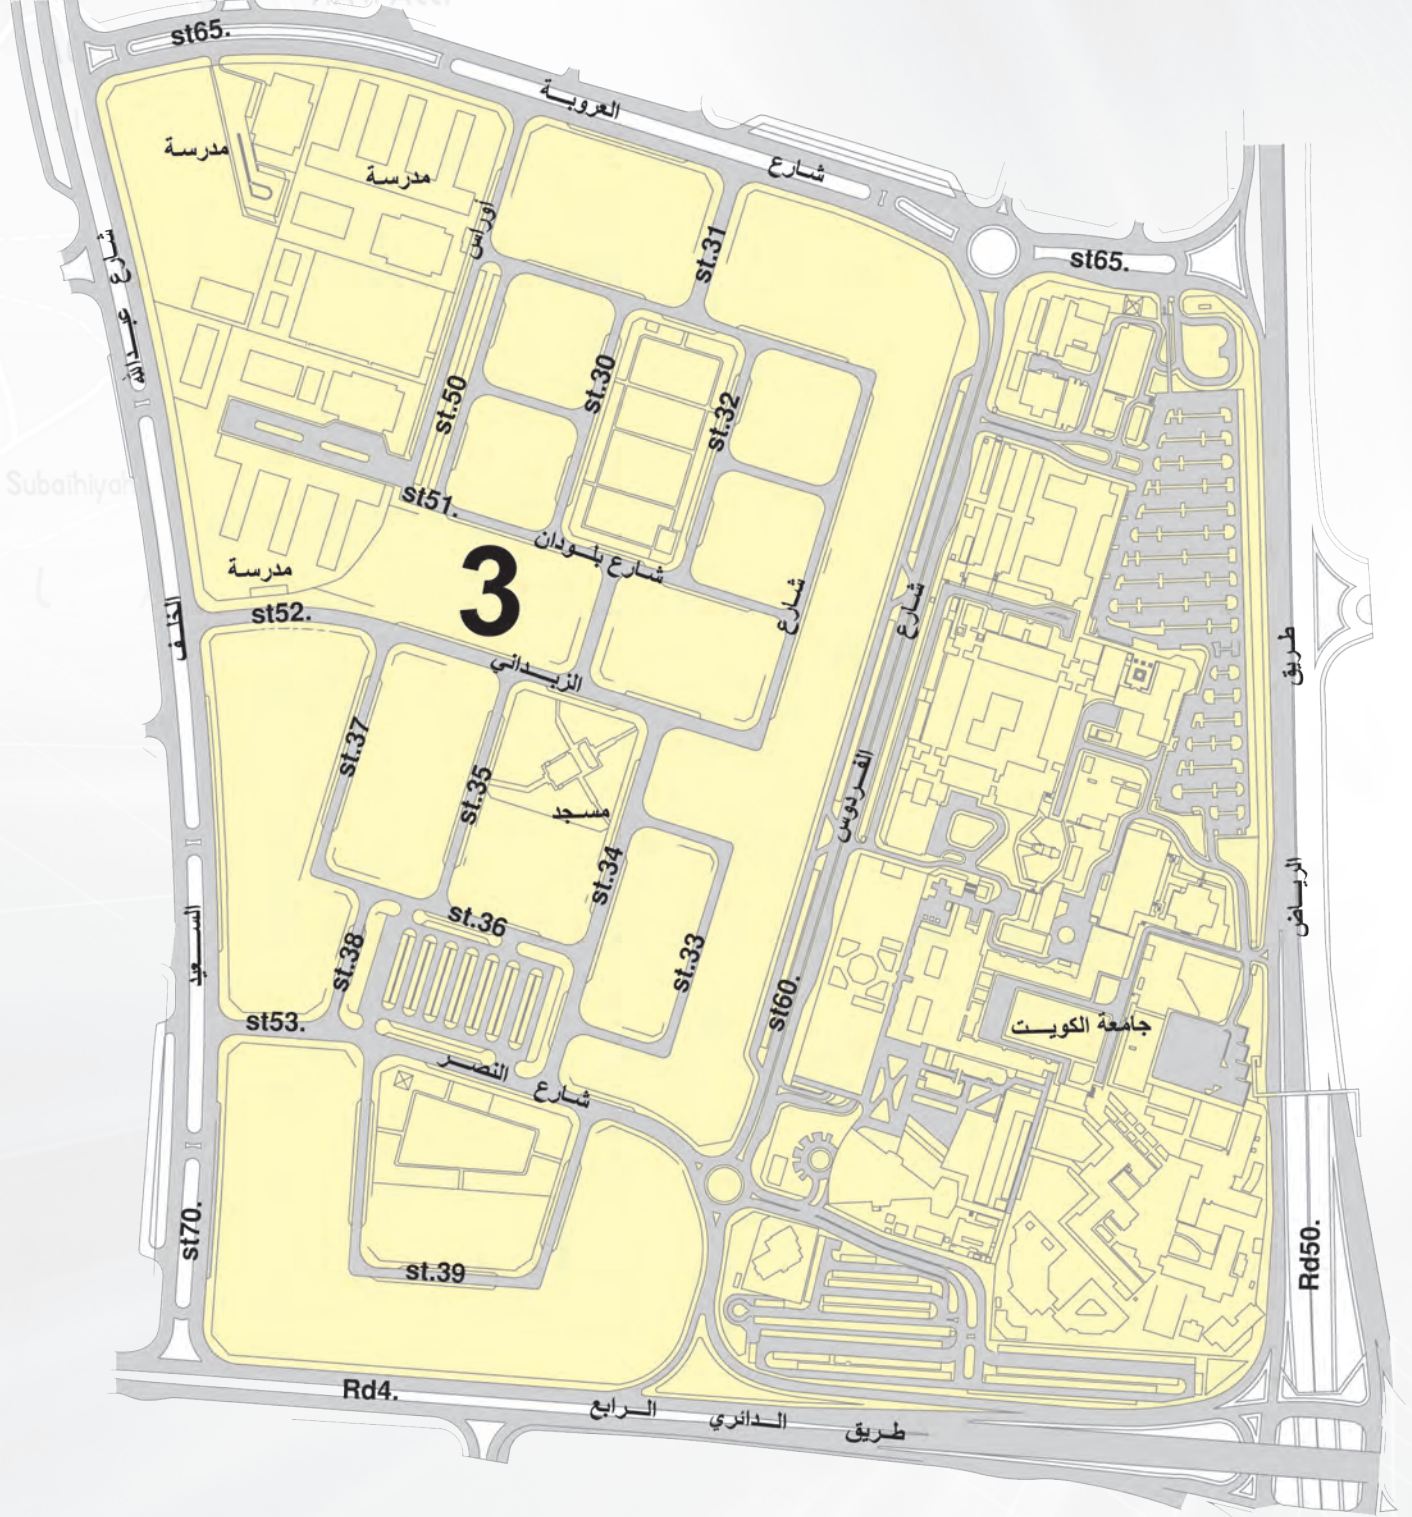 st65.
شارع العروبة
st65.
مدرسة
مدرسة
أوراس
st.31
شارع عبدالله الخلف السعيد
st.50
st.30
st.32
Subaihiyah
st51.
شارع بلودان
3
مدرسة
st52.
الزبداني
شارع
شارع الفردوس
طريق الرياض
st.37
st.35
مسجد
st.34
st.36
st.33
st.38
st60.
st53.
شارع النصر
جامعة الكويت
st70.
st.39
Rd50.
Rd4.
طريق الدائري الرابع